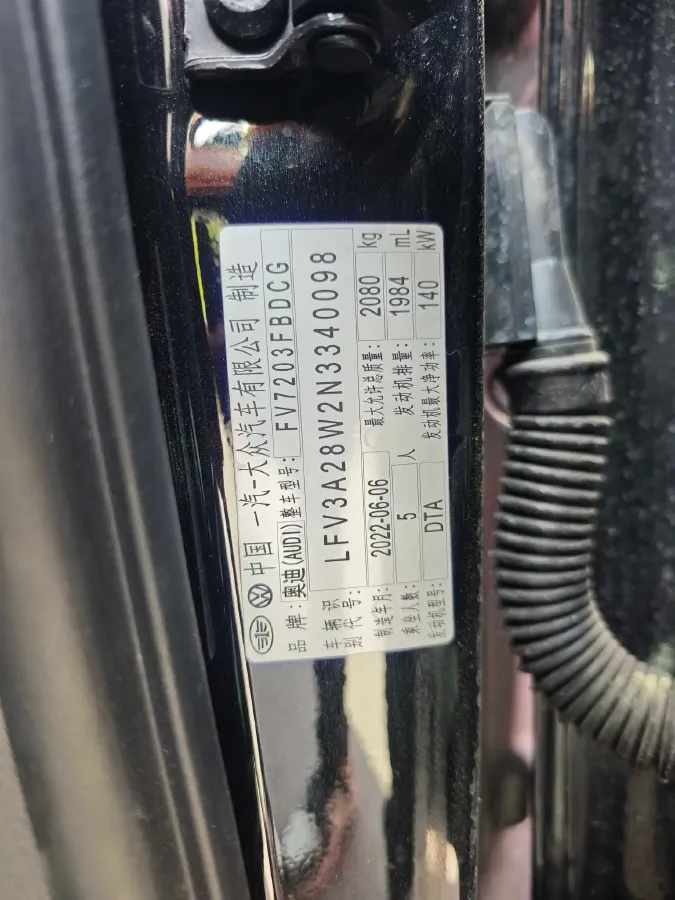 中国 一汽-大众汽车有限公司 制造
品 牌: 奥迪(AUDI) 整车型号: FV7203FBDCG
车辆识别代号: LFV3A28W2N3340098
制造年月: 2022-06-06 最大允许总质量: 2080 kg
乘坐人数: 5 人 发动机排量: 1984 mL
发动机型号: DTA 发动机最大净功率: 140 kW